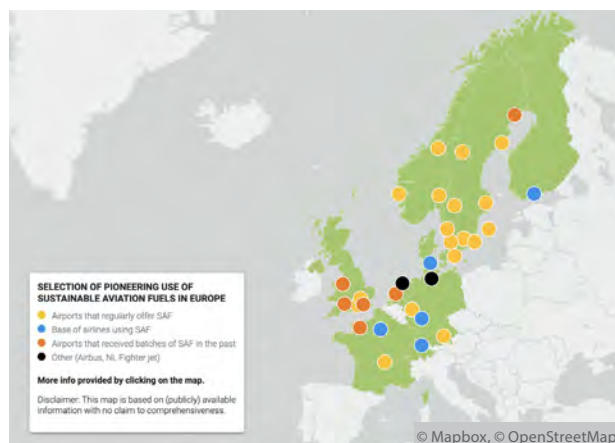 SELECTION OF PIONEERING USE OF
SUSTAINABLE AVIATION FUELS IN EUROPE
Airports that regularly offer SAF
Base of airlines using SAF
Airports that received batches of SAF in the past
Other (Airbus, NI, Fighter jet)
More info provided by clicking on the map.
Disclaimer: This map is based on (publicly) available
information with no claim to comprehensiveness.
© Mapbox, © OpenStreetMap